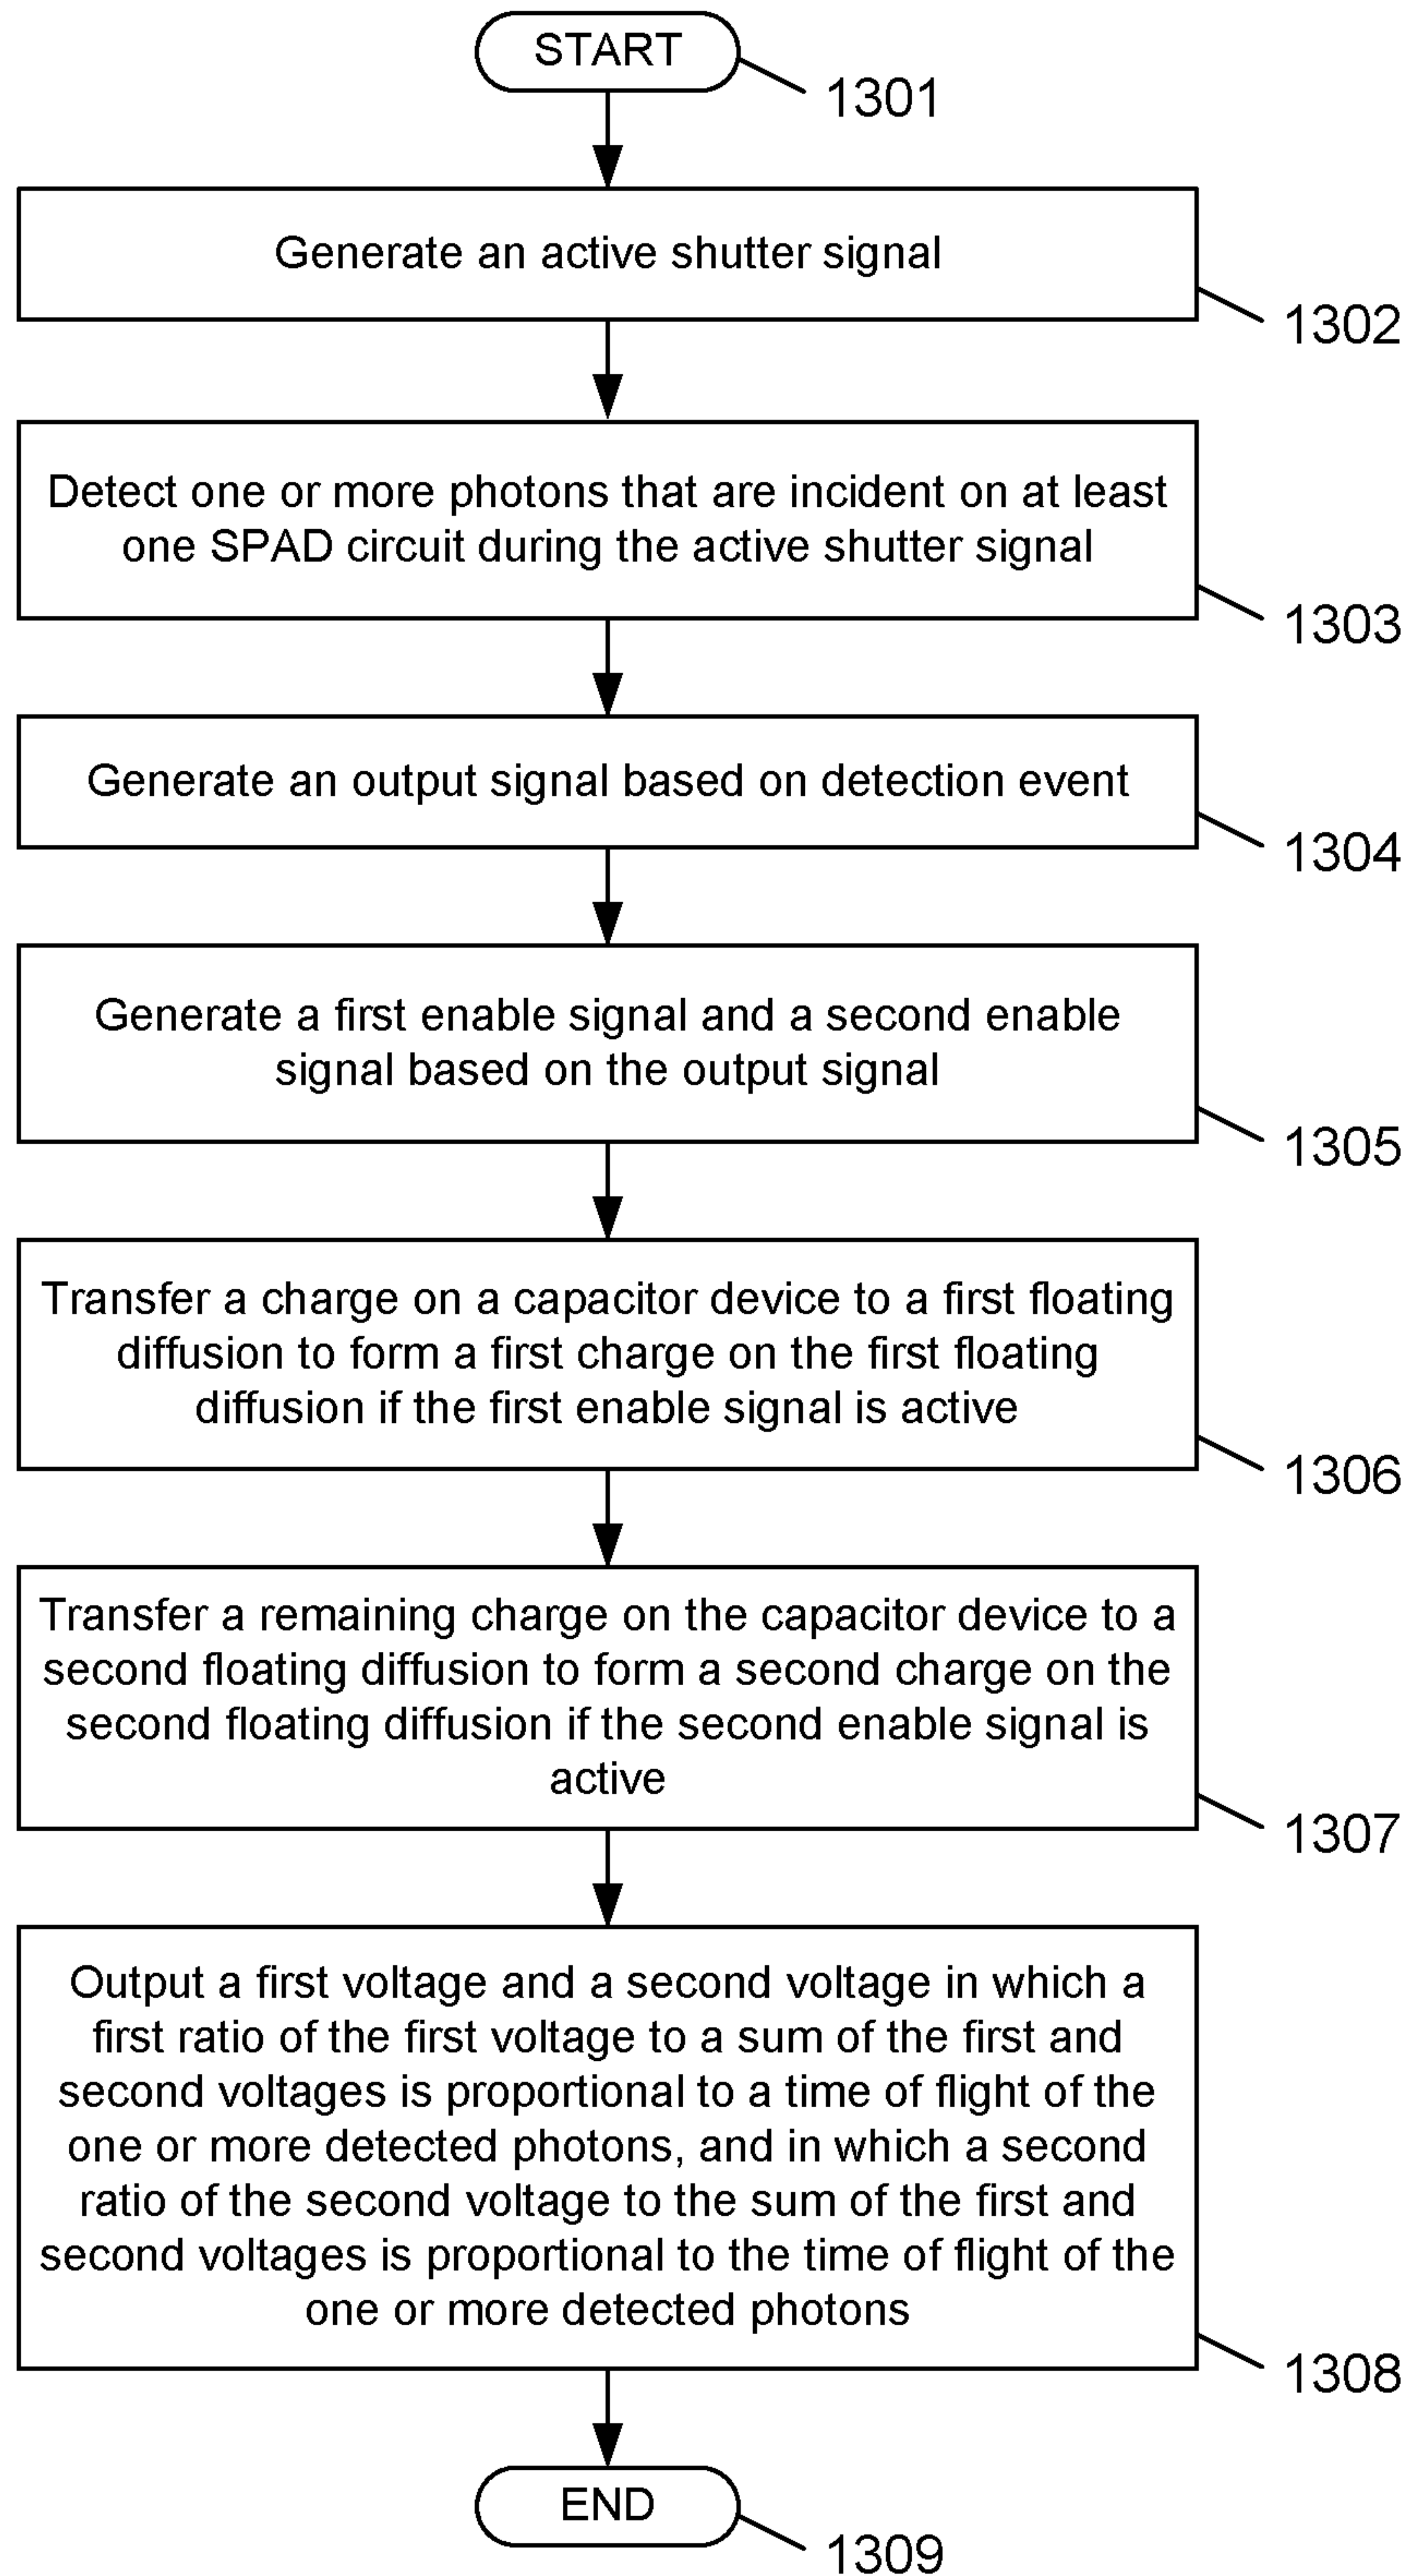 START
1301
Generate an active shutter signal
1302
Detect one or more photons that are incident on at least
one SPAD circuit during the active shutter signal
1303
Generate an output signal based on detection event
1304
Generate a first enable signal and a second enable
signal based on the output signal
1305
Transfer a charge on a capacitor device to a first floating
diffusion to form a first charge on the first floating
diffusion if the first enable signal is active
1306
Transfer a remaining charge on the capacitor device to a
second floating diffusion to form a second charge on the
second floating diffusion if the second enable signal is
active
1307
Output a first voltage and a second voltage in which a
first ratio of the first voltage to a sum of the first and
second voltages is proportional to a time of flight of the
one or more detected photons, and in which a second
ratio of the second voltage to the sum of the first and
second voltages is proportional to the time of flight of the
one or more detected photons
1308
END
1309